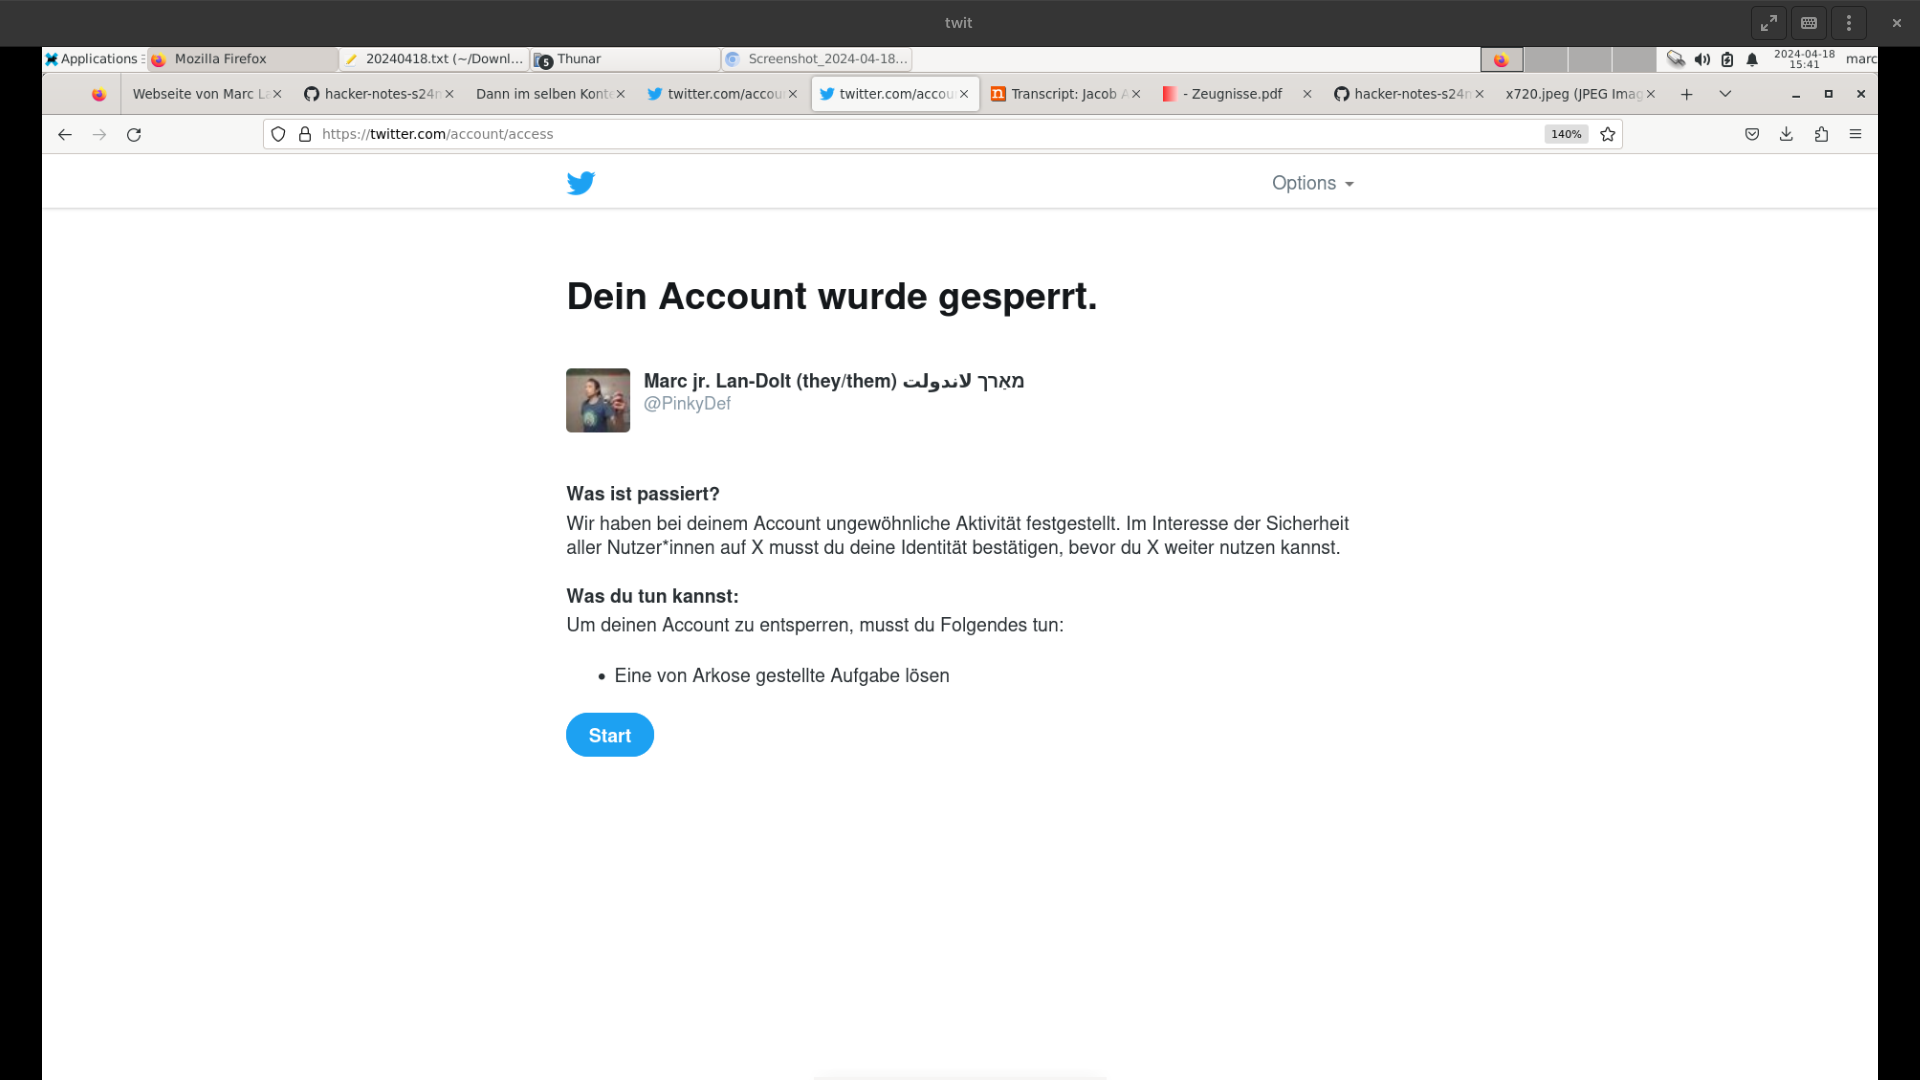 twit
Applications
Mozilla Firefox
20240418.txt (~/Downl...
5
Thunar
Screenshot_2024-04-18...
2024-04-18
15:41
marc
Webseite von Marc La
hacker-notes-s24n
Dann im selben Konte
twitter.com/accou
twitter.com/accou
Transcript: Jacob A
- Zeugnisse.pdf
hacker-notes-s24n
x720.jpeg (JPEG Imag
https://twitter.com/account/access
140%
Options
Dein Account wurde gesperrt.
Marc jr. Lan-Dolt (they/them) מאַרך لاندولت
@PinkyDef
Was ist passiert?
Wir haben bei deinem Account ungewöhnliche Aktivität festgestellt. Im Interesse der Sicherheit
aller Nutzer*innen auf X musst du deine Identität bestätigen, bevor du X weiter nutzen kannst.
Was du tun kannst:
Um deinen Account zu entsperren, musst du Folgendes tun:
• Eine von Arkose gestellte Aufgabe lösen
Start